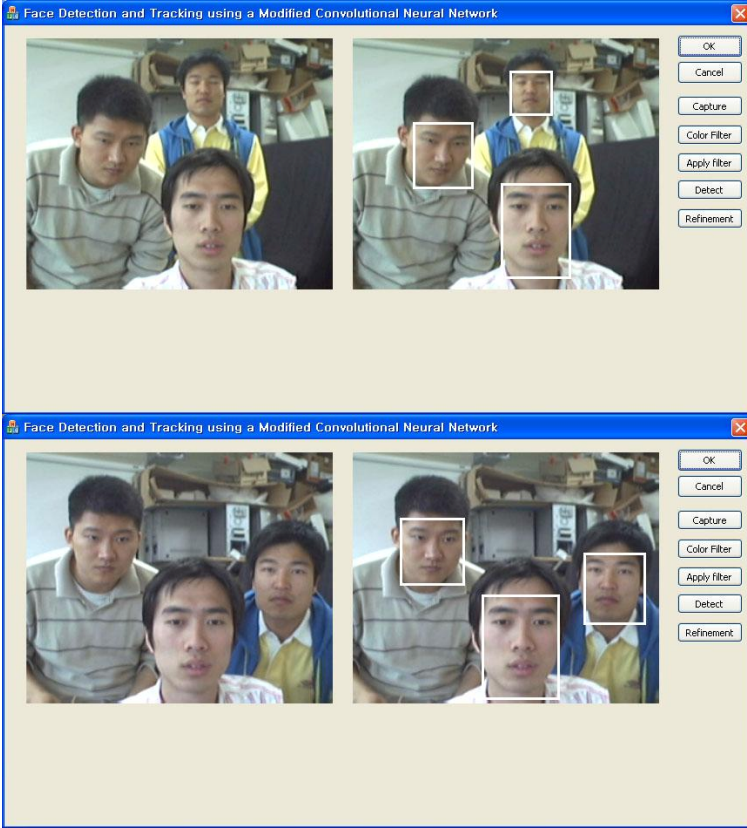 Face Detection and Tracking using a Modified Convolutional Neural Network
OK
Cancel
Capture
Color Filter
Apply filter
Detect
Refinement
Face Detection and Tracking using a Modified Convolutional Neural Network
OK
Cancel
Capture
Color Filter
Apply filter
Detect
Refinement